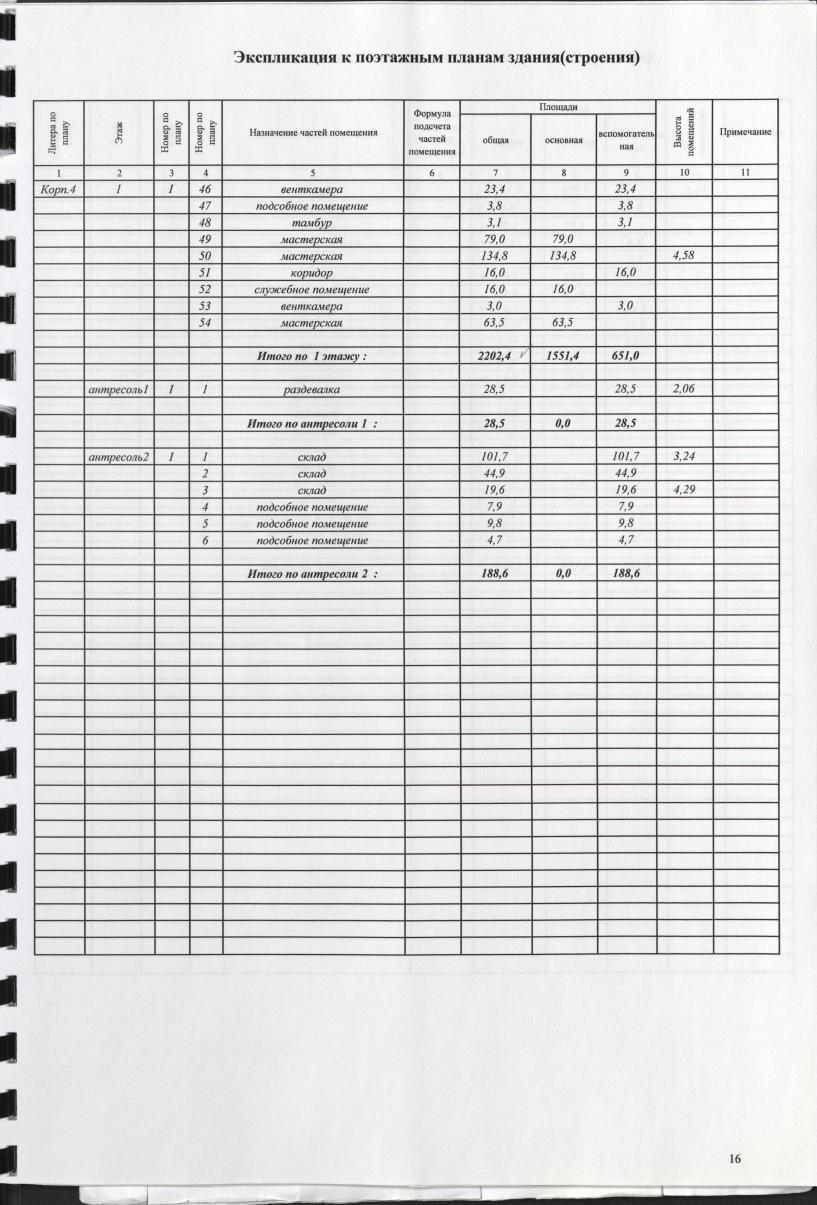 Экспликация к поэтажным планам здания(строения)
Литера по плану Этаж Номер по плану Номер по плану Назначение частей помещения Формула подсчета частей помещения Площади общая основная вспомогательная Высота помещений Примечание
1 2 3 4 5 6 7 8 9 10 11
Корп.4 1 I 46 венткамера 23,4 23,4
47 подсобное помещение 3,8 3,8
48 тамбур 3,1 3,1
49 мастерская 79,0 79,0
50 мастерская 134,8 134,8 4,58
51 коридор 16,0 16,0
52 служебное помещение 16,0 16,0
53 венткамера 3,0 3,0
54 мастерская 63,5 63,5
Итого по 1 этажу : 2202,4 1551,4 651,0
антресоль1 I 1 раздевалка 28,5 28,5 2,06
Итого по антресоли 1 : 28,5 0,0 28,5
антресоль2 I 1 склад 101,7 101,7 3,24
2 склад 44,9 44,9
3 склад 19,6 19,6 4,29
4 подсобное помещение 7,9 7,9
5 подсобное помещение 9,8 9,8
6 подсобное помещение 4,7 4,7
Итого по антресоли 2 : 188,6 0,0 188,6
16